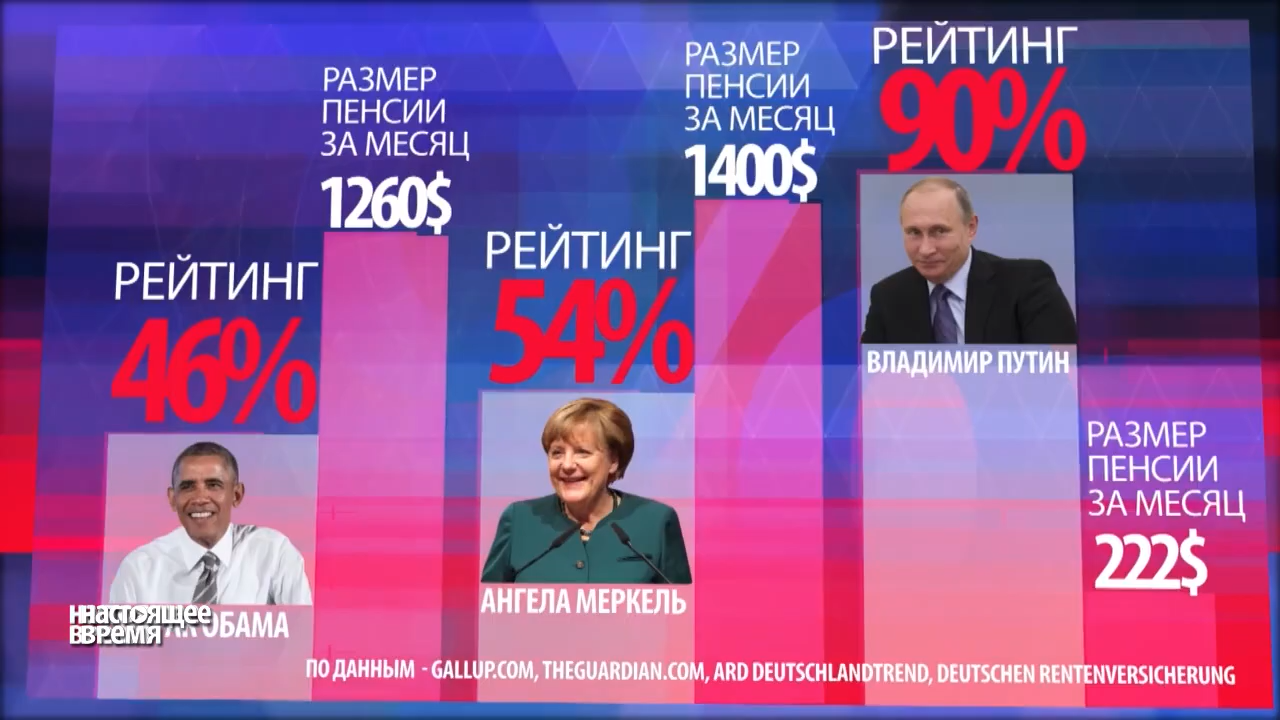 РЕЙТИНГ
46%
РАЗМЕР
ПЕНСИИ
ЗА МЕСЯЦ
1260$
РЕЙТИНГ
54%
РАЗМЕР
ПЕНСИИ
ЗА МЕСЯЦ
1400$
РЕЙТИНГ
90%
ВЛАДИМИР ПУТИН
РАЗМЕР
ПЕНСИИ
ЗА МЕСЯЦ
222$
АНГЕЛА МЕРКЕЛЬ
ОБАМА
НАСТОЯЩЕЕ
ВРЕМЯ
ПО ДАННЫМ - GALLUP.COM, THEGUARDIAN.COM, ARD DEUTSCHLANDTREND, DEUTSCHEN RENTENVERSICHERUNG